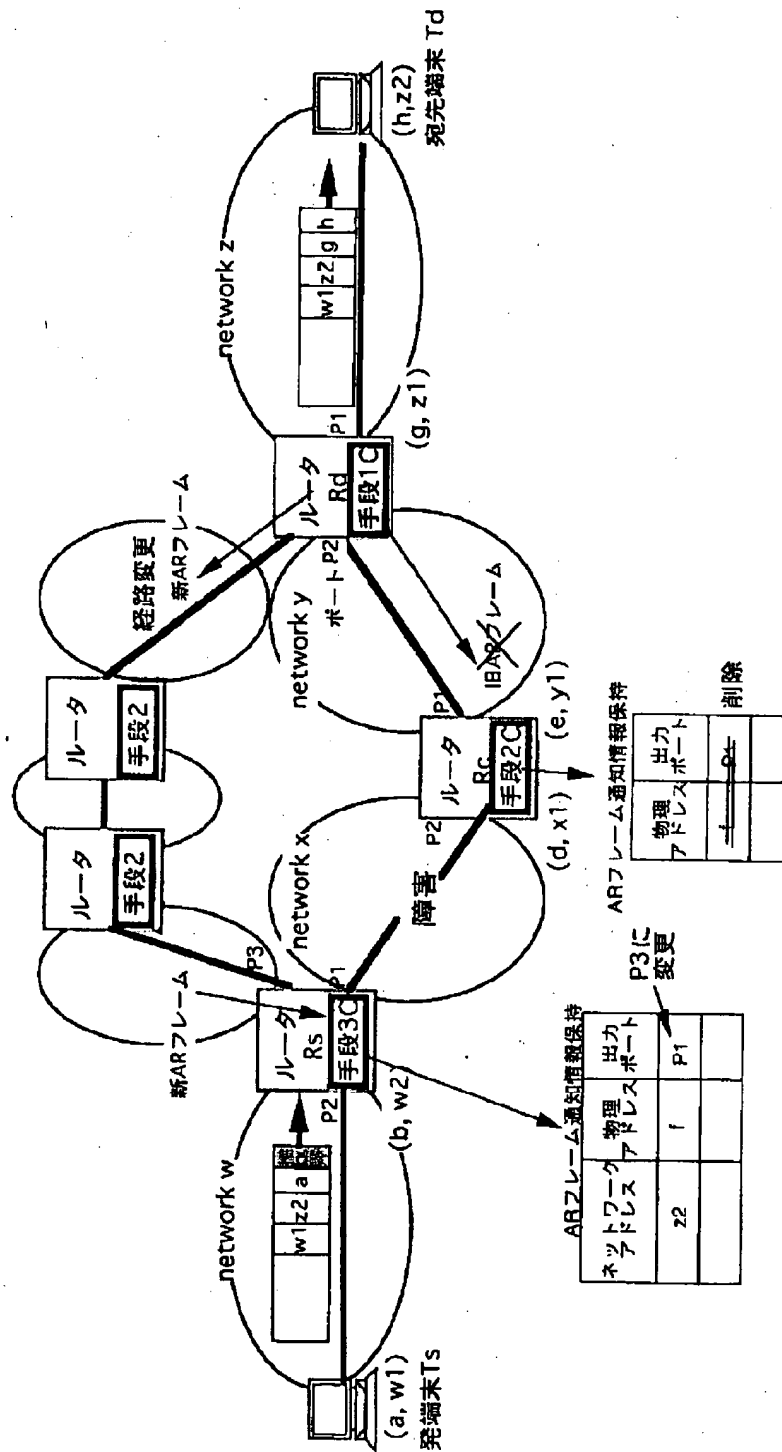 network w
w1 z2 a
(a, w1)
発端末Ts
新ARフレーム
ルータ
Rs
手段3C
P2
P1
P3
(b, w2)
ARフレーム通知情報保持
ネットワーク
アドレス
物理
アドレス
出力
ポート
z2
f
P1
P3に
変更
ルータ
手段2
ルータ
手段2
network x
障害
ルータ
Rc
手段2C
P2
P1
(d, x1)
(e, y1)
ARフレーム通知情報保持
物理
アドレス
出力
ポート
f
P1
削除
network y
旧ARフレーム
経路変更
新ARフレーム
ルータ
Rd
手段1C
P2
ポート
P1
(g, z1)
network z
w1 z2 g h
(h,z2)
宛先端末 Td